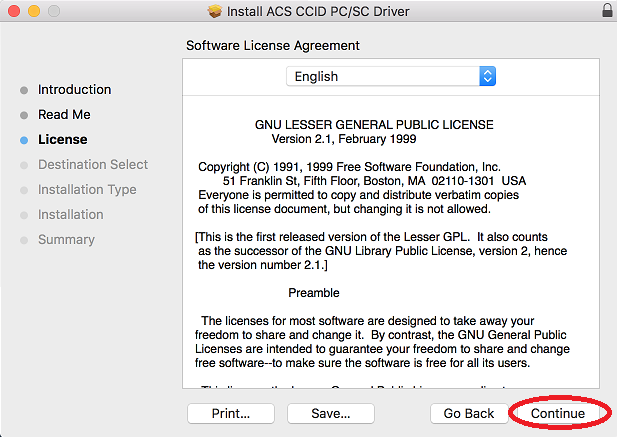 Install ACS CCID PC/SC Driver
Software License Agreement
Introduction
Read Me
License
Destination Select
Installation Type
Installation
Summary
English
GNU LESSER GENERAL PUBLIC LICENSE
Version 2.1, February 1999
Copyright (C) 1991, 1999 Free Software Foundation, Inc.
51 Franklin St, Fifth Floor, Boston, MA 02110-1301 USA
Everyone is permitted to copy and distribute verbatim copies
of this license document, but changing it is not allowed.
[This is the first released version of the Lesser GPL. It also counts
as the successor of the GNU Library Public License, version 2, hence
the version number 2.1.]
Preamble
The licenses for most software are designed to take away your
freedom to share and change it. By contrast, the GNU General Public
Licenses are intended to guarantee your freedom to share and change
free software--to make sure the software is free for all its users.
Print...
Save...
Go Back
Continue